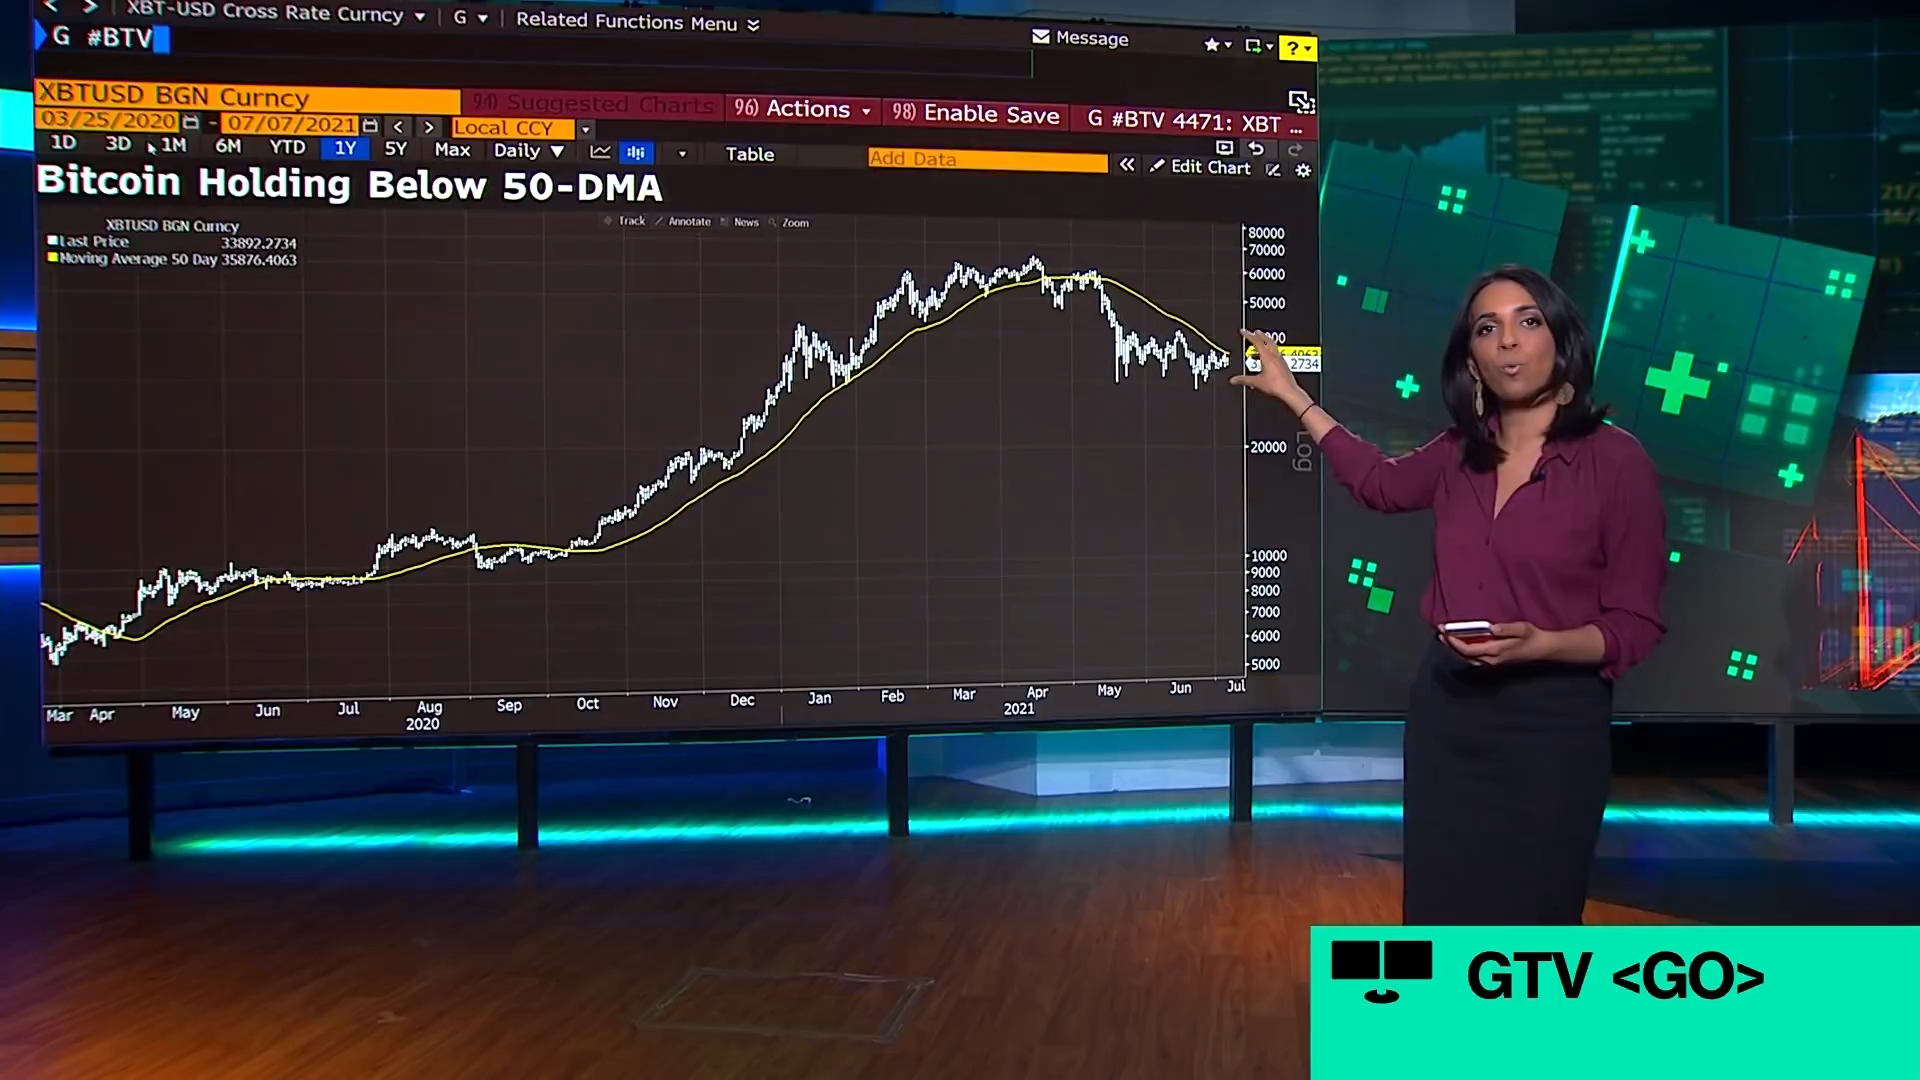 XBT-USD Cross Rate Curncy
G
Related Functions Menu
G #BTV
Message
?
XBTUSD BGN Curncy
94) Suggested Charts
96) Actions
98) Enable Save
G #BTV 4471: XBT ...
03/25/2020 - 07/07/2021
Local CCY
1D 3D 1M 6M YTD 1Y 5Y Max Daily
Table
Add Data
Edit Chart
Bitcoin Holding Below 50-DMA
Track Annotate News Zoom
XBTUSD BGN Curncy
Last Price 33892.2734
Moving Average 50 Day 35876.4063
80000
70000
60000
50000
20000
10000
9000
8000
7000
6000
5000
Log
Mar Apr May Jun Jul Aug Sep Oct Nov Dec Jan Feb Mar Apr May Jun Jul
2020 2021
GTV <GO>